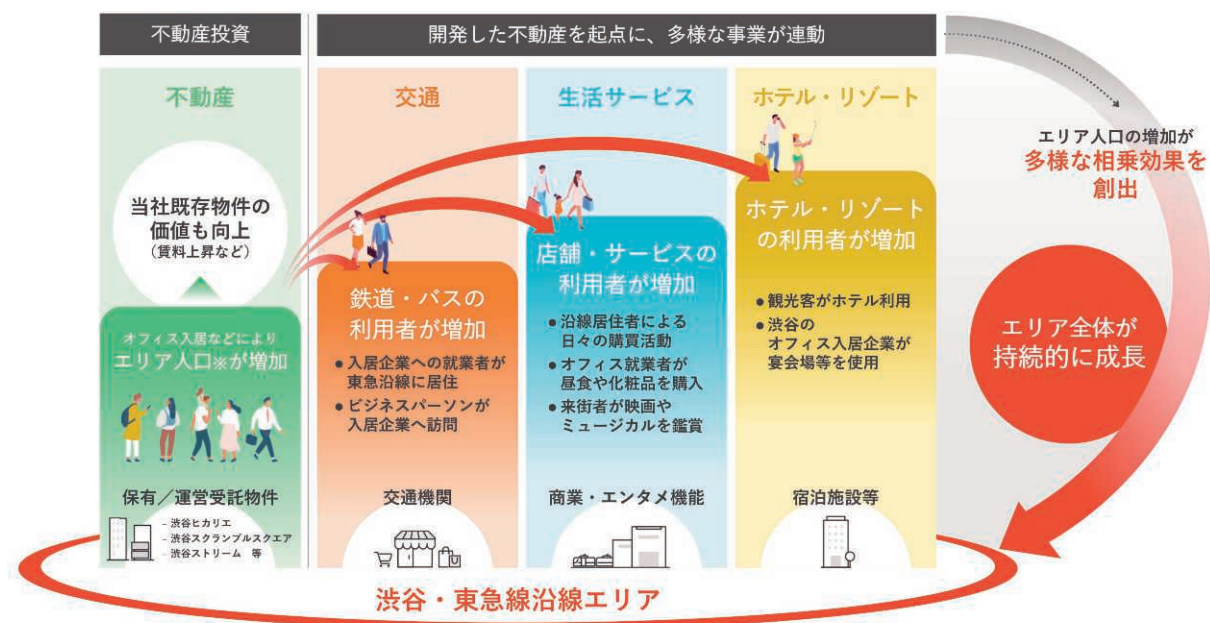 不動産投資
開発した不動産を起点に、多様な事業が連動
不動産
当社既存物件の
価値も向上
（賃料上昇など）
オフィス入居などにより
エリア人口※が増加
保有／運営受託物件
– 渋谷ヒカリエ
– 渋谷スクランブルスクエア
– 渋谷ストリーム 等
交通
鉄道・バスの
利用者が増加
●入居企業への就業者が
東急沿線に居住
●ビジネスパーソンが
入居企業へ訪問
交通機関
生活サービス
店舗・サービスの
利用者が増加
●沿線居住者による
日々の購買活動
●オフィス就業者が
昼食や化粧品を購入
●来街者が映画や
ミュージカルを鑑賞
商業・エンタメ機能
ホテル・リゾート
ホテル・リゾート
の利用者が増加
●観光客がホテル利用
●渋谷の
オフィス入居企業が
宴会場等を使用
宿泊施設等
エリア人口の増加が
多様な相乗効果を
創出
エリア全体が
持続的に成長
渋谷・東急線沿線エリア